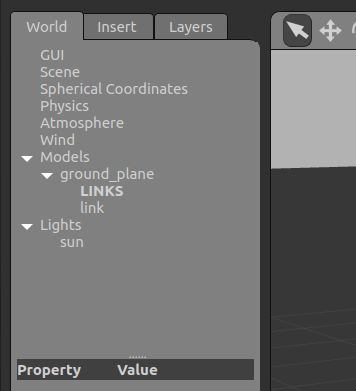 World Insert Layers
GUI
Scene
Spherical Coordinates
Physics
Atmosphere
Wind
Models
ground_plane
LINKS
link
Lights
sun
Property Value